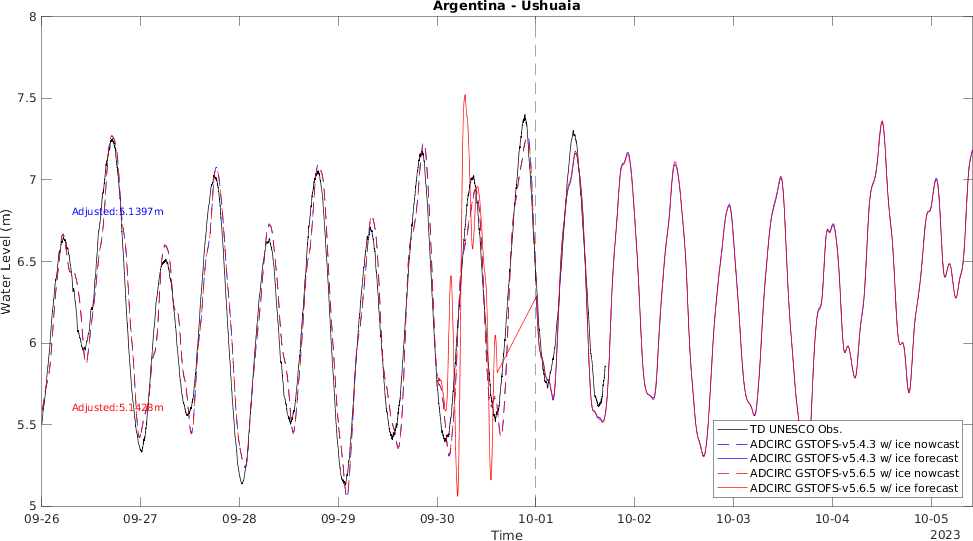 Argentina - Ushuaia
8
7.5
7
6.5
6
5.5
5
Water Level (m)
Adjusted:5.1397m
Adjusted:5.1428m
TD UNESCO Obs.
ADCIRC GSTOFS-v5.4.3 w/ ice nowcast
ADCIRC GSTOFS-v5.4.3 w/ ice forecast
ADCIRC GSTOFS-v5.6.5 w/ ice nowcast
ADCIRC GSTOFS-v5.6.5 w/ ice forecast
09-26 09-27 09-28 09-29 09-30 10-01 10-02 10-03 10-04 10-05
Time
2023